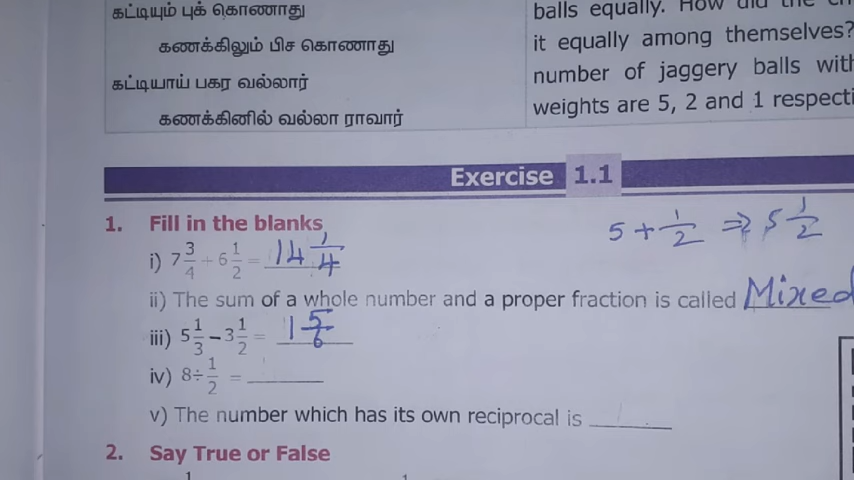 கட்டியும் புக் கொணாது
கணக்கிலும் பிச கொணாது
கட்டியாய் பகர வல்லார்
கணக்கினில் வல்லா ராவார்
balls equally. How did the
it equally among themselves?
number of jaggery balls with
weights are 5, 2 and 1
Exercise 1.1
5 + 1/2 ⇒ 5 1/2
1. Fill in the blanks
i) 7 3/4 + 6 1/2 = 14 1/4
ii) The sum of a whole number and a proper fraction is called Mixed
iii) 5 1/3 − 3 1/2 = 1 5/6
iv) 8 ÷ 1/2 = ________
v) The number which has its own reciprocal is ________
2. Say True or False